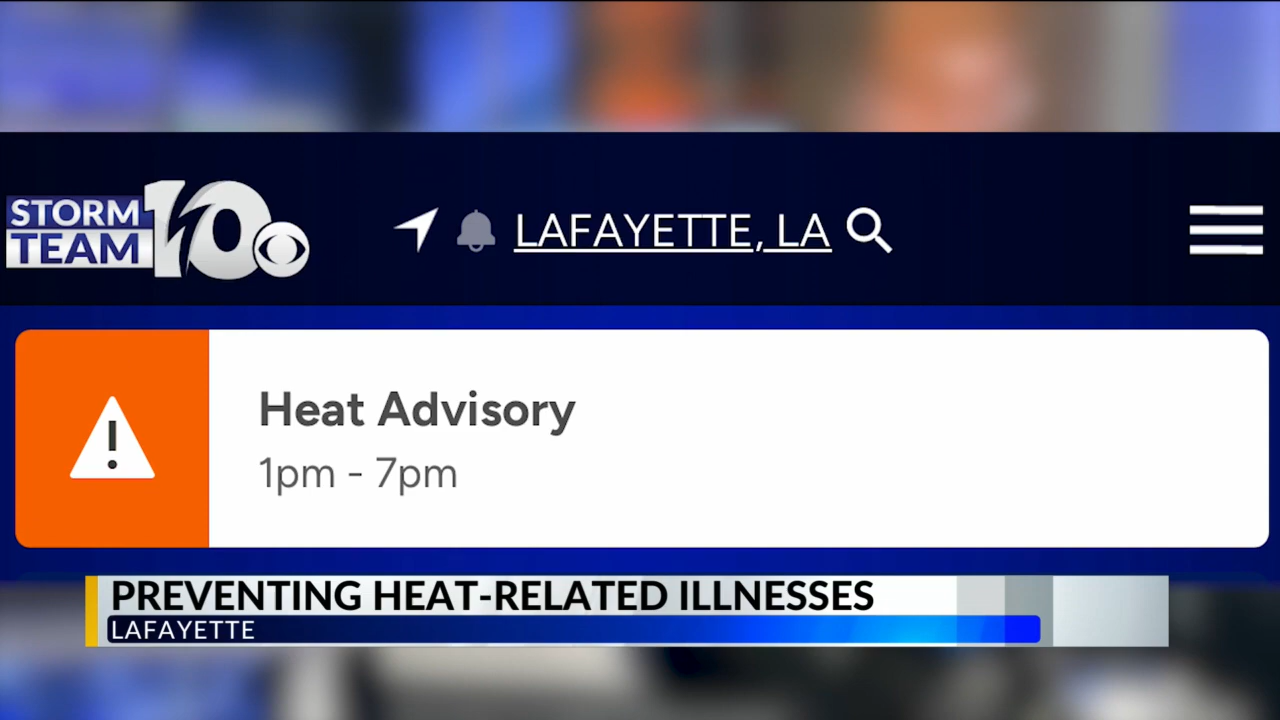 STORM
TEAM
10
LAFAYETTE, LA
Heat Advisory
1pm - 7pm
PREVENTING HEAT-RELATED ILLNESSES
LAFAYETTE